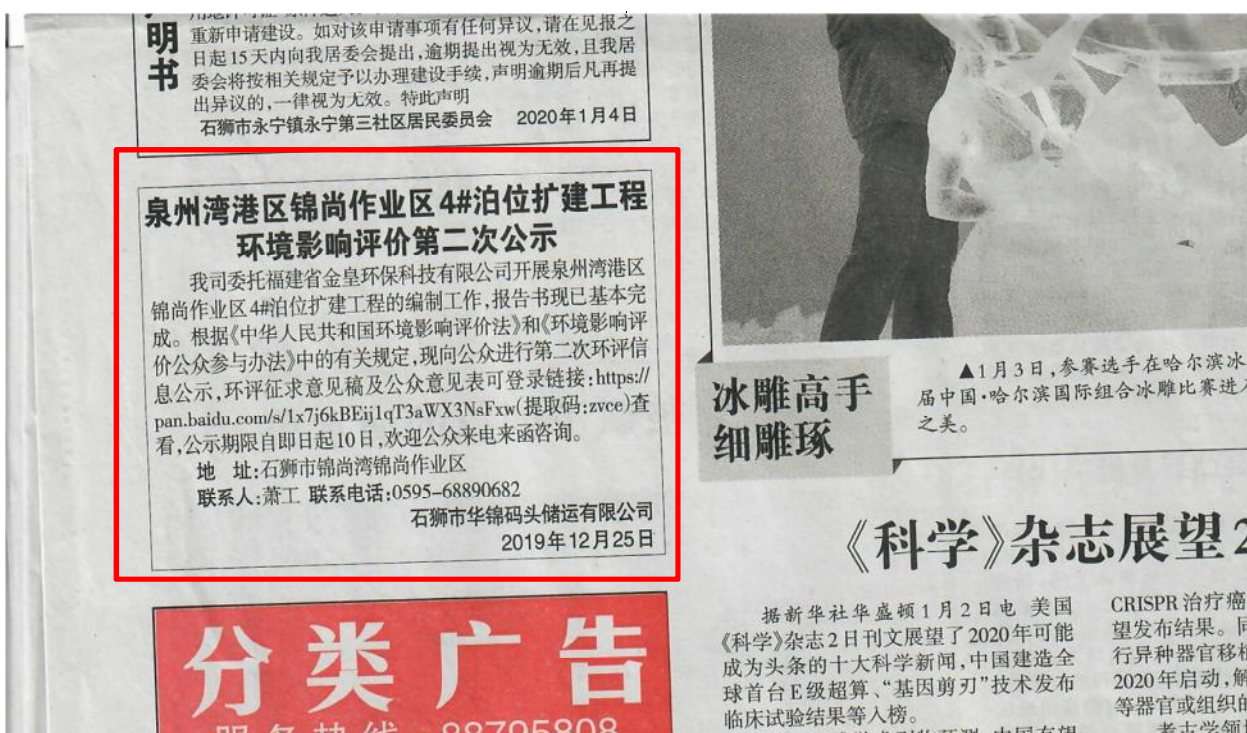 明书
重新申请建设。如对该申请事项有任何异议,请在见报之
日起15天内向我居委会提出,逾期提出视为无效,且我居
委会将按相关规定予以办理建设手续,声明逾期后凡再提
出异议的,一律视为无效。特此声明
石狮市永宁镇永宁第三社区居民委员会 2020年1月4日
泉州湾港区锦尚作业区4#泊位扩建工程
环境影响评价第二次公示
我司委托福建省金皇环保科技有限公司开展泉州湾港区
锦尚作业区4#泊位扩建工程的编制工作,报告书现已基本完
成。根据《中华人民共和国环境影响评价法》和《环境影响评
价公众参与办法》中的有关规定,现向公众进行第二次环评信
息公示,环评征求意见稿及公众意见表可登录链接:https://
pan.baidu.com/s/1x7j6kBEij1qT3aWX3NsFxw(提取码:zvce)查
看,公示期限自即日起10日,欢迎公众来电来函咨询。
地 址:石狮市锦尚湾锦尚作业区
联系人:萧工 联系电话:0595-68890682
石狮市华锦码头储运有限公司
2019年12月25日
分类广告
服务热线 88795808
冰雕高手
细雕琢
▲1月3日,参赛选手在哈尔滨冰
届中国·哈尔滨国际组合冰雕比赛进入
之美。
《科学》杂志展望2
据新华社华盛顿1月2日电 美国
《科学》杂志2日刊文展望了2020年可能
成为头条的十大科学新闻,中国建造全
球首台E级超算、“基因剪刀”技术发布
临床试验结果等入榜。
CRISPR治疗癌
望发布结果。同
行异种器官移植
2020年启动,解
等器官或组织的